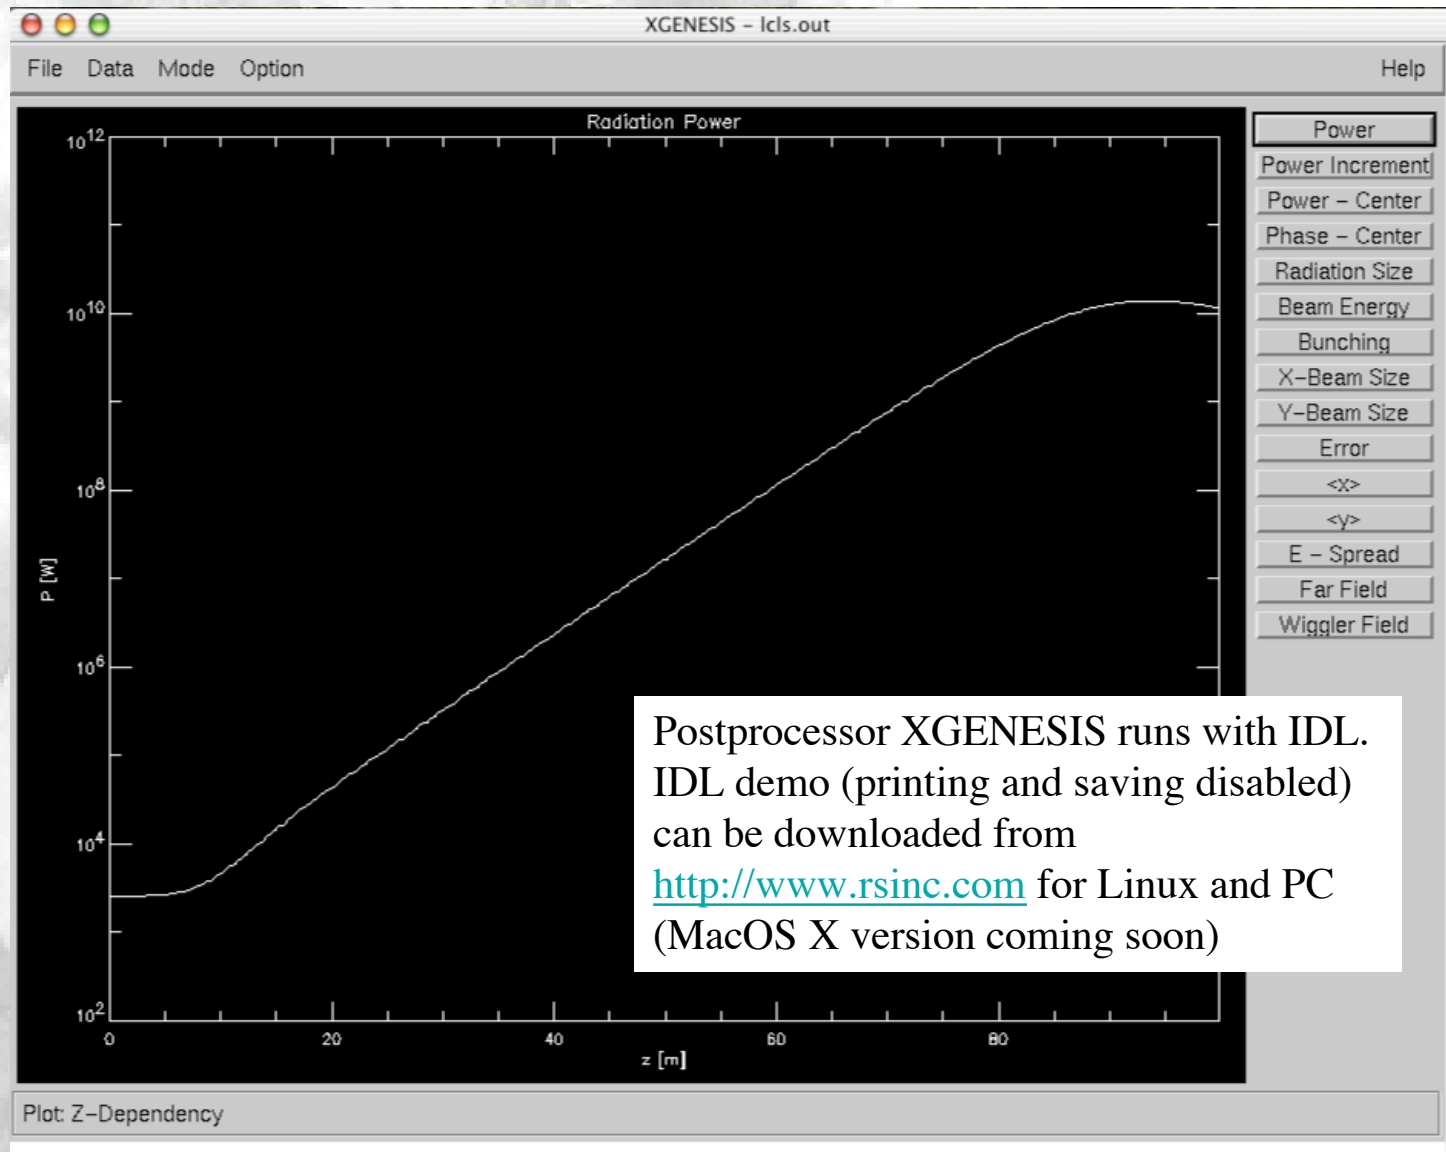 XGENESIS - lcls.out
File Data Mode Option Help
Radiation Power
10^12
10^10
10^8
10^6
10^4
10^2
P [W]
0 20 40 60 80
z [m]
Power
Power Increment
Power - Center
Phase - Center
Radiation Size
Beam Energy
Bunching
X-Beam Size
Y-Beam Size
Error
<x>
<y>
E - Spread
Far Field
Wiggler Field
Postprocessor XGENESIS runs with IDL.
IDL demo (printing and saving disabled)
can be downloaded from
http://www.rsinc.com for Linux and PC
(MacOS X version coming soon)
Plot: Z-Dependency